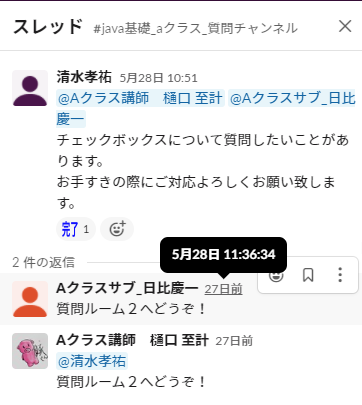 スレッド #java基礎_aクラス_質問チャンネル
清水孝祐 5月28日 10:51
@Aクラス講師　樋口 至計 @Aクラスサブ_日比
慶一
チェックボックスについて質問したいことがあ
ります。
お手すきの際にご対応よろしくお願い致しま
す。
完了 1
5月28日 11:36:34
2 件の返信
Aクラスサブ_日比慶一 27日前
質問ルーム２へどうぞ！
Aクラス講師　樋口 至計 27日前
@清水孝祐
質問ルーム２へどうぞ！